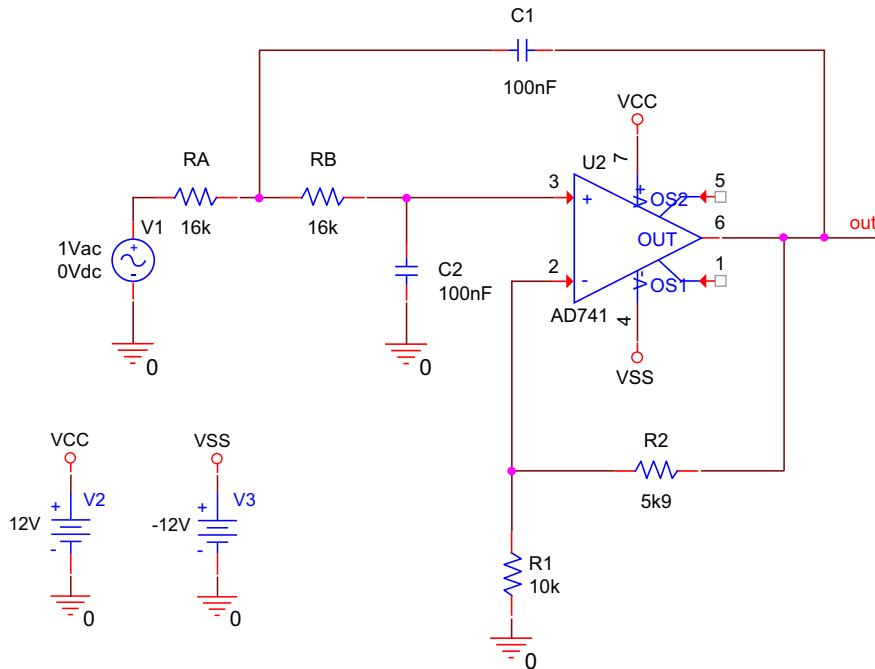 C1
100nF
VCC
RA
RB
U2
7
5
3
+
V+
OS2
6
16k
V1
16k
OUT
out
1Vac
0Vdc
+
-
C2
100nF
2
-
V-
OS1
1
AD741
4
0
0
VSS
VCC
VSS
R2
5k9
+
V2
12V
-
+
V3
-12V
-
R1
10k
0
0
0